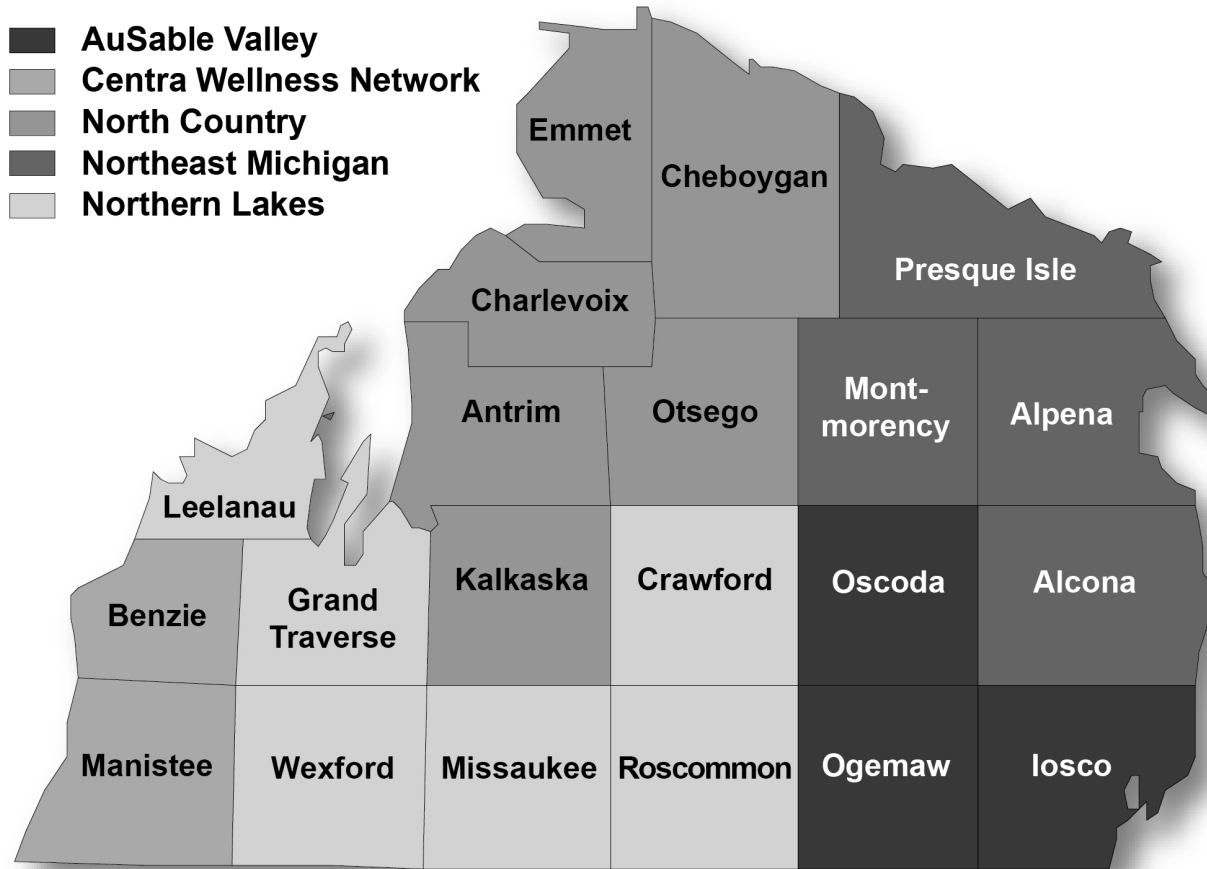 AuSable Valley
Centra Wellness Network
North Country
Northeast Michigan
Northern Lakes
Emmet
Cheboygan
Presque Isle
Charlevoix
Antrim
Otsego
Mont-
morency
Alpena
Leelanau
Benzie
Grand
Traverse
Kalkaska
Crawford
Oscoda
Alcona
Manistee
Wexford
Missaukee
Roscommon
Ogemaw
Iosco